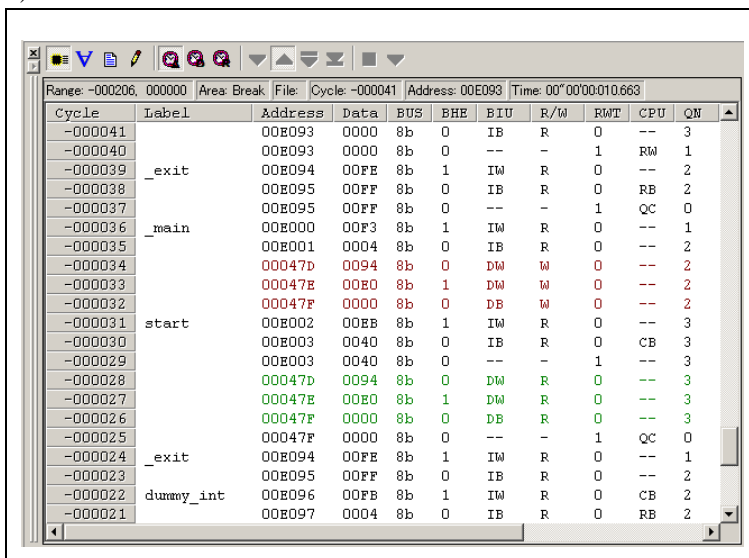 Range: -000206, 000000 Area: Break File: Cycle: -000041 Address: 00E093 Time: 00"00'00:010.663
Cycle Label Address Data BUS BHE BIU R/W RWT CPU QN
-000041 00E093 0000 8b 0 IB R 0 -- 3
-000040 00E093 0000 8b 0 -- - 1 RW 1
-000039 _exit 00E094 00FE 8b 1 IW R 0 -- 2
-000038 00E095 00FF 8b 0 IB R 0 RB 2
-000037 00E095 00FF 8b 0 -- - 1 QC 0
-000036 _main 00E000 00F3 8b 1 IW R 0 -- 1
-000035 00E001 0004 8b 0 IB R 0 -- 2
-000034 00047D 0094 8b 0 DW W 0 -- 2
-000033 00047E 00E0 8b 1 DW W 0 -- 2
-000032 00047F 0000 8b 0 DB W 0 -- 2
-000031 start 00E002 00EB 8b 1 IW R 0 -- 3
-000030 00E003 0040 8b 0 IB R 0 CB 3
-000029 00E003 0040 8b 0 -- - 1 -- 3
-000028 00047D 0094 8b 0 DW R 0 -- 3
-000027 00047E 00E0 8b 1 DW R 0 -- 3
-000026 00047F 0000 8b 0 DB R 0 -- 3
-000025 00047F 0000 8b 0 -- - 1 QC 0
-000024 _exit 00E094 00FE 8b 1 IW R 0 -- 1
-000023 00E095 00FF 8b 0 IB R 0 -- 2
-000022 dummy_int 00E096 00FB 8b 1 IW R 0 CB 2
-000021 00E097 0004 8b 0 IB R 0 RB 2